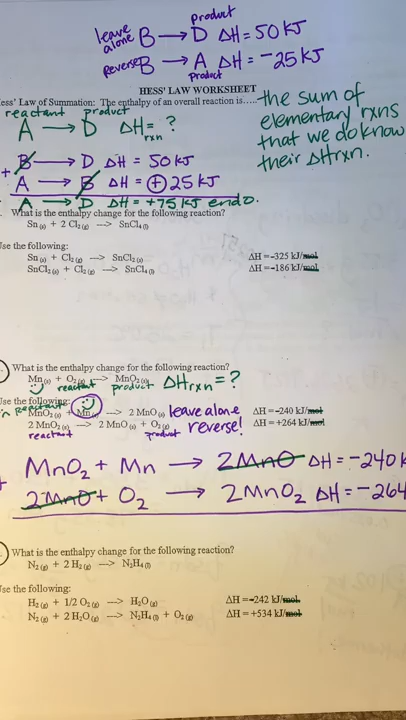 leave alone B → D ΔH = 50 KJ
product
reverse B → A ΔH = -25 KJ
product
HESS' LAW WORKSHEET
ess' Law of Summation: The enthalpy of an overall reaction is.....the sum of elementary rxns that we do know their ΔHrxn.
reactant product
A → D ΔHrxn = ?
+ B → D ΔH = 50 KJ
A → B ΔH = + 25 KJ
A → D ΔH = +75 KJ endo.
What is the enthalpy change for the following reaction?
Sn (s) + 2 Cl2 (g) ---> SnCl4 (l)
Use the following:
Sn (s) + Cl2 (g) ---> SnCl2 (s) ΔH = -325 kJ/mol
SnCl2 (s) + Cl2 (g) ---> SnCl4 (l) ΔH = -186 kJ/mol
What is the enthalpy change for the following reaction?
Mn (s) + O2 (g) ---> MnO2 (s)
reactant product ΔHrxn = ?
Use the following:
Reactant
MnO2 (s) + Mn (s) ---> 2 MnO (s) leave alone ΔH = -240 kJ/mol
2 MnO2 (s) ---> 2 MnO (s) + O2 (g) reverse! ΔH = +264 kJ/mol
reactant product
MnO2 + Mn → 2MnO ΔH = -240 K
+ 2MnO + O2 → 2MnO2 ΔH = -264
What is the enthalpy change for the following reaction?
N2 (g) + 2 H2 (g) ---> N2H4 (l)
Use the following:
H2 (g) + 1/2 O2 (g) ---> H2O (g) ΔH = -242 kJ/mol
N2 (g) + 2 H2O (g) ---> N2H4 (l) + O2 (g) ΔH = +534 kJ/mol